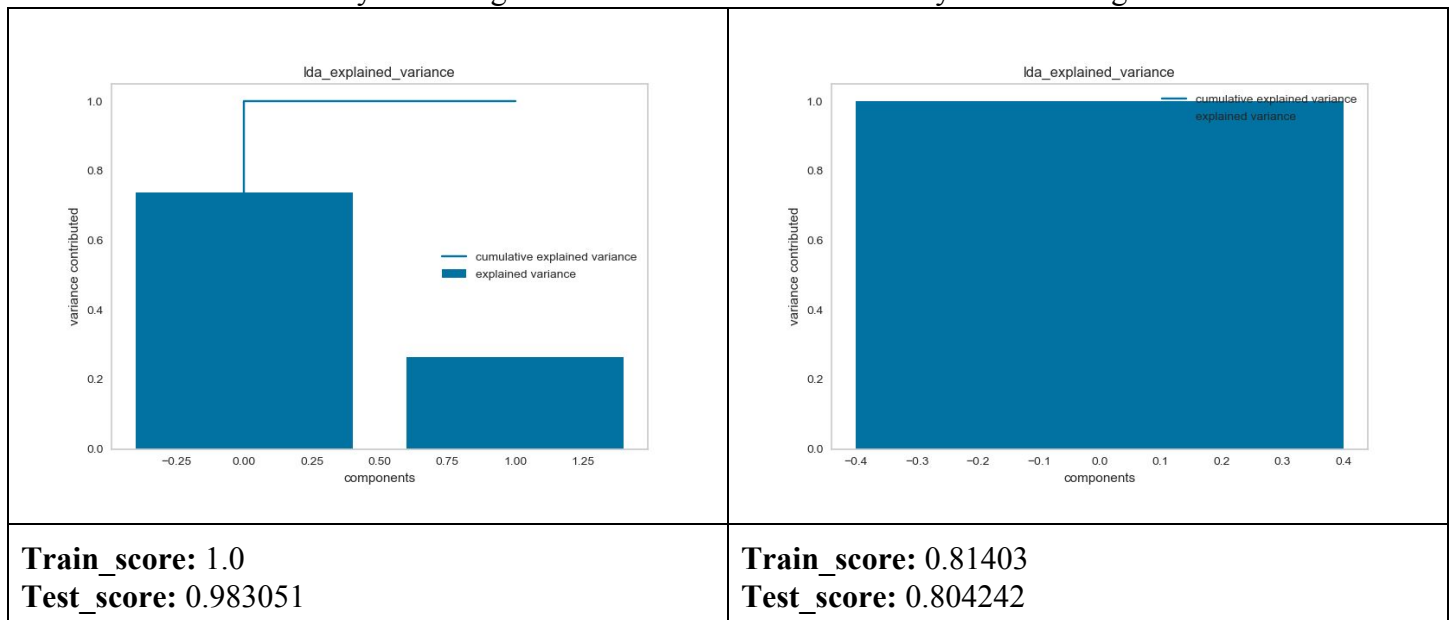 lda_explained_variance
1.0
0.8
0.6
0.4
0.2
0.0
variance contributed
cumulative explained variance
explained variance
−0.25 0.00 0.25 0.50 0.75 1.00 1.25
components
lda_explained_variance
1.0
0.8
0.6
0.4
0.2
0.0
variance contributed
cumulative explained variance
explained variance
−0.4 −0.3 −0.2 −0.1 0.0 0.1 0.2 0.3 0.4
components
Train_score: 1.0
Test_score: 0.983051
Train_score: 0.81403
Test_score: 0.804242